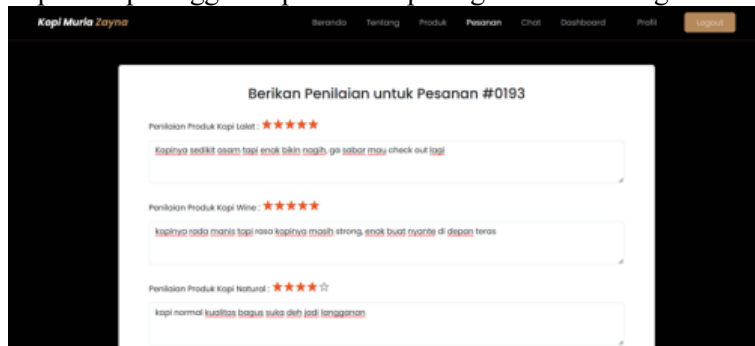 Kopi Muria Zayna Beranda Tentang Produk Pesanan Chat Dashboard Profil Logout
Berikan Penilaian untuk Pesanan #0193
Penilaian Produk Kopi Lalet : ★★★★★
Kopinya sedikit asam tapi enak bikin nagih, ga sabar mau check out lagi
Penilaian Produk Kopi Wine : ★★★★★
kopinya rada manis tapi rasa kopinya masih strong, enak buat nyante di depan teras
Penilaian Produk Kopi Natural : ★★★★☆
kopi normal kualitas bagus suka deh jadi langganan